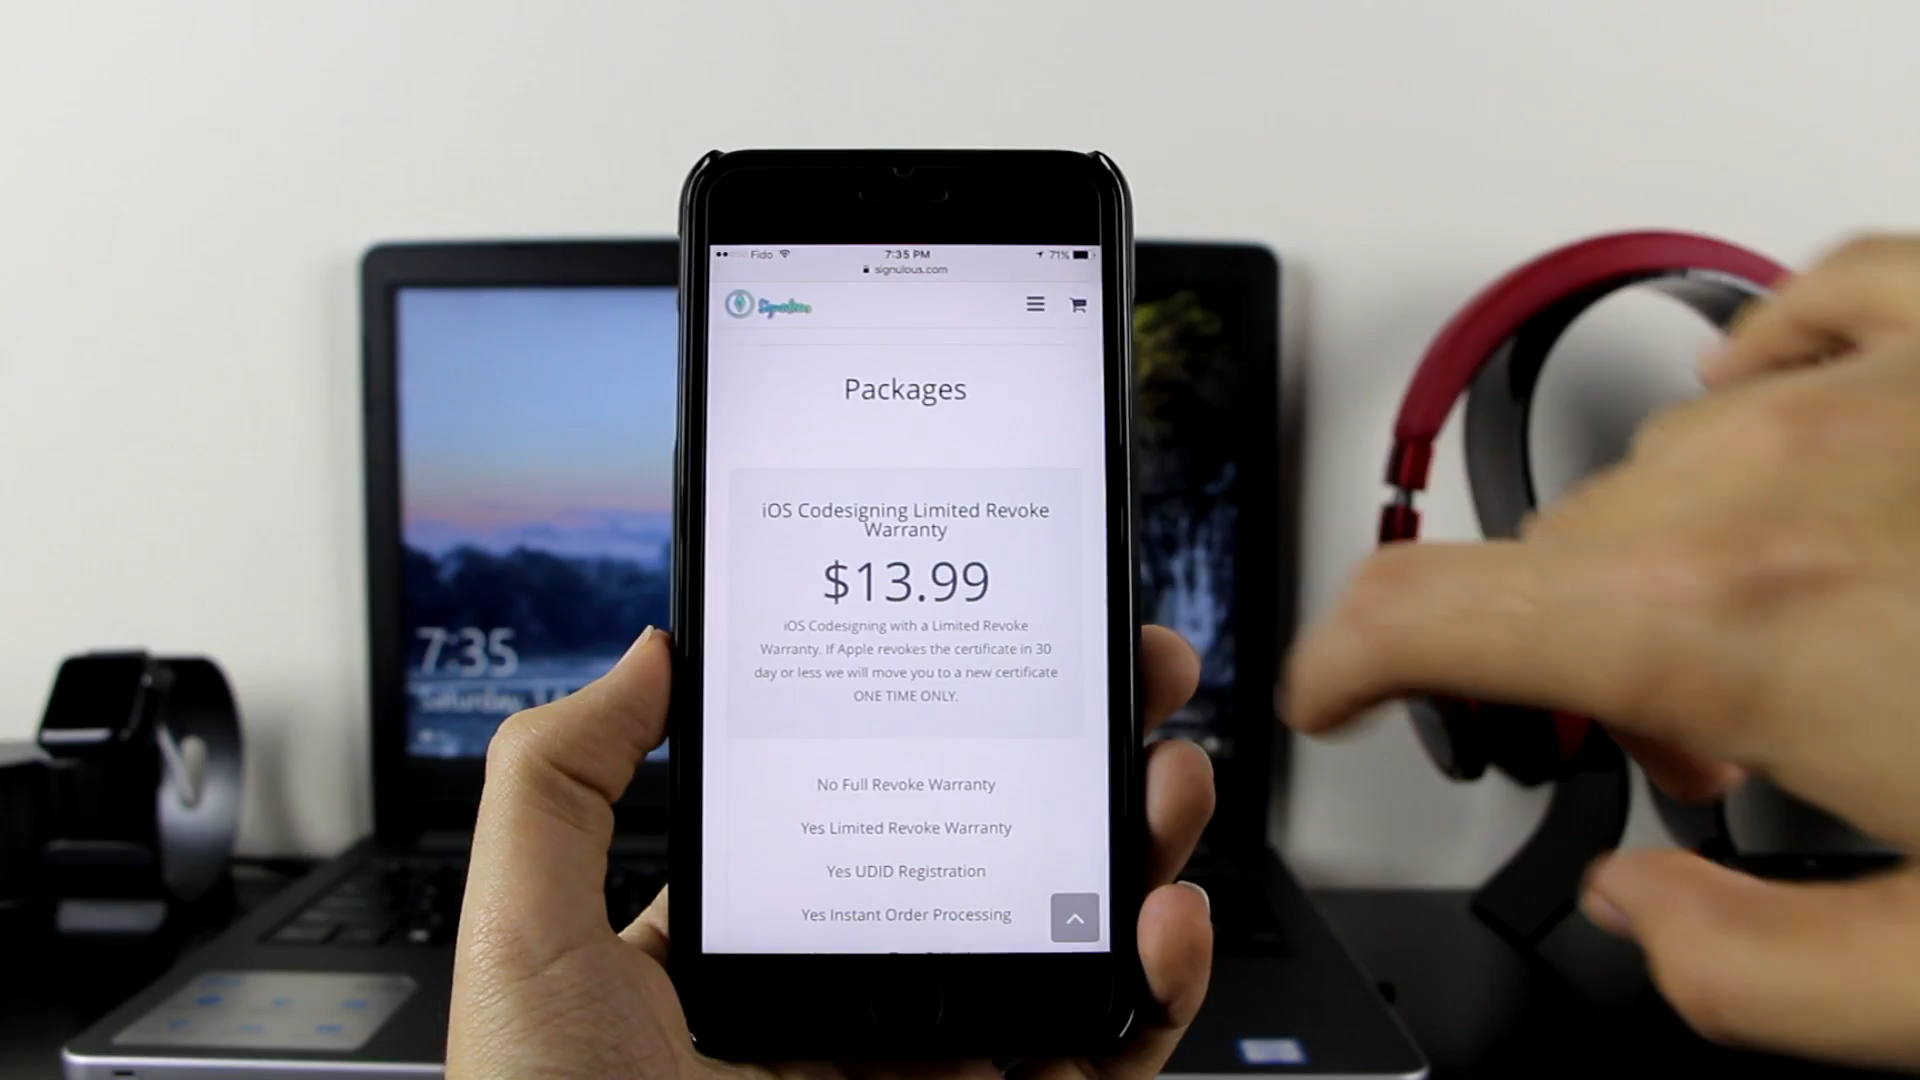 Fido 7:35 PM 71%
signulous.com
Signulous
Packages
iOS Codesigning Limited Revoke
Warranty
$13.99
iOS Codesigning with a Limited Revoke
Warranty. If Apple revokes the certificate in 30
day or less we will move you to a new certificate
ONE TIME ONLY.
No Full Revoke Warranty
Yes Limited Revoke Warranty
Yes UDID Registration
Yes Instant Order Processing
7:35
Saturday,